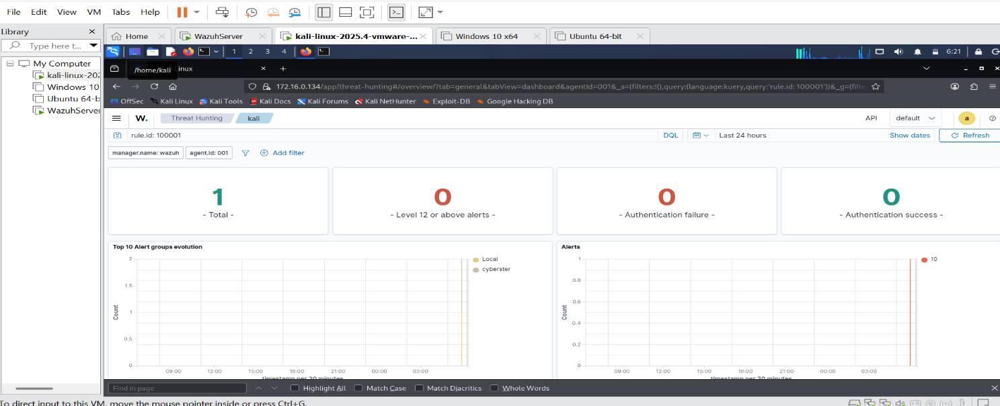 File Edit View VM Tabs Help
Library
Type here t...
My Computer
kali-linux-202
Windows 10
Ubuntu 64-b
WazuhServer
Home WazuhServer kali-linux-2025.4-vmware-... Windows 10 x64 Ubuntu 64-bit
1 2 3 4 6:21
/home/kali Linux
172.16.0.134/app/threat-hunting#/overview/?tab=general&tabView=dashboard&agentId=001&_a=(filters:!(),query:(language:kuery,query:'rule.id: 100001'))&_g=(filte
OffSec Kali Linux Kali Tools Kali Docs Kali Forums Kali NetHunter Exploit-DB Google Hacking DB
W. Threat Hunting kali API default a
rule.id: 100001 DQL Last 24 hours Show dates Refresh
manager.name: wazuh agent.id: 001 Add filter
1
- Total -
0
- Level 12 or above alerts -
0
- Authentication failure -
0
- Authentication success -
Top 10 Alert groups evolution
2
1.5
1
0.5
0
Count
09:00 12:00 15:00 18:00 21:00 00:00 03:00
timestamp per 30 minutes
Local
cyberster
Alerts
1
0.8
0.6
0.4
0.2
0
Count
09:00 12:00 15:00 18:00 21:00 00:00 03:00
timestamp per 30 minutes
10
Find in page Highlight All Match Case Match Diacritics Whole Words
To direct input to this VM, move the mouse pointer inside or press Ctrl+G.